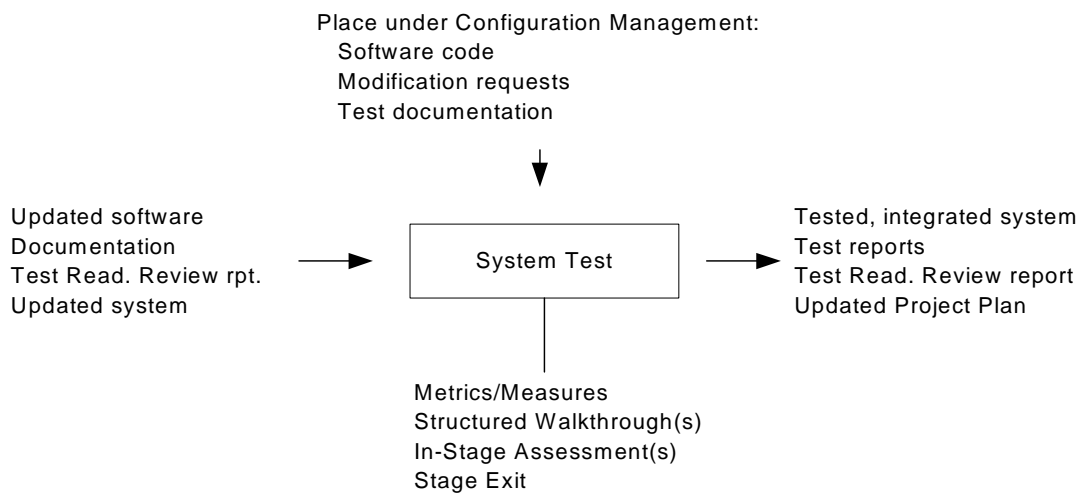 Place under Configuration Management:
Software code
Modification requests
Test documentation
Updated software
Documentation
Test Read. Review rpt.
Updated system
System Test
Tested, integrated system
Test reports
Test Read. Review report
Updated Project Plan
Metrics/Measures
Structured Walkthrough(s)
In-Stage Assessment(s)
Stage Exit